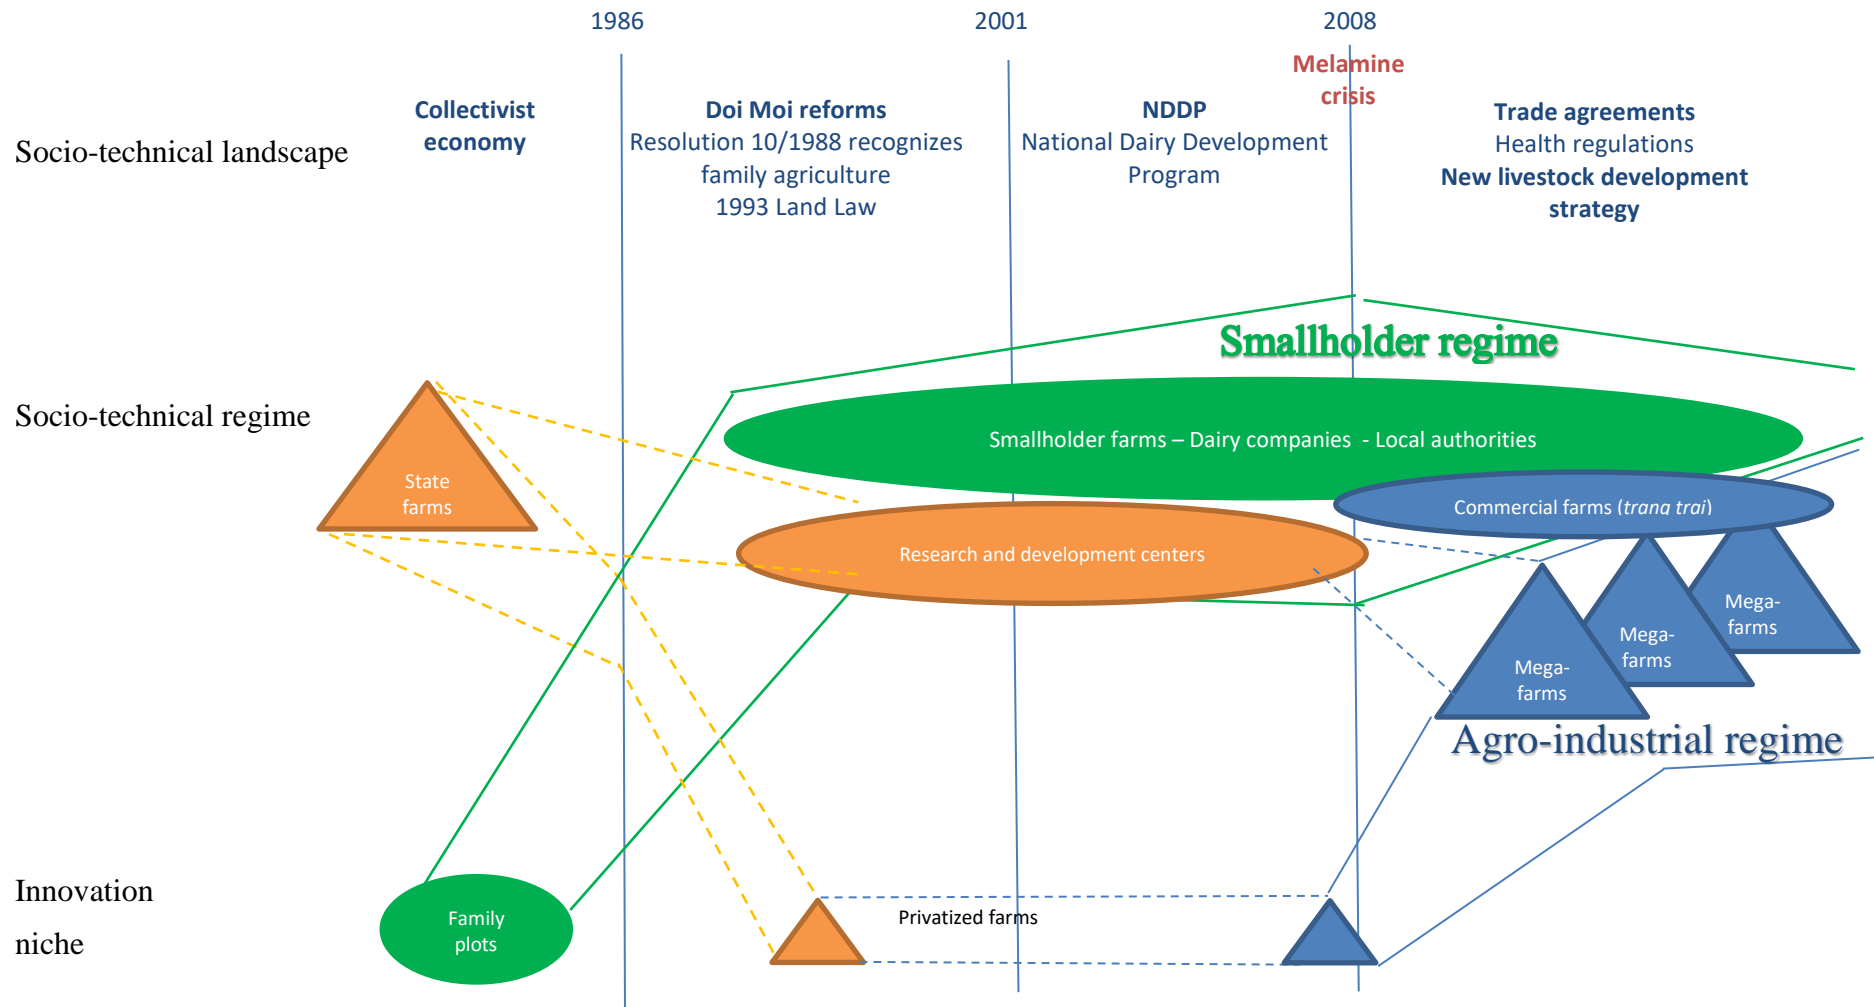 1986
2001
2008
Melamine
crisis
Collectivist
economy
Doi Moi reforms
Resolution 10/1988 recognizes
family agriculture
1993 Land Law
NDDP
National Dairy Development
Program
Trade agreements
Health regulations
New livestock development
strategy
Socio-technical landscape
Smallholder regime
Socio-technical regime
Smallholder farms – Dairy companies - Local authorities
State
farms
Commercial farms (trang trai)
Research and development centers
Mega-
farms
Mega-
farms
Mega-
farms
Agro-industrial regime
Innovation
niche
Family
plots
Privatized farms